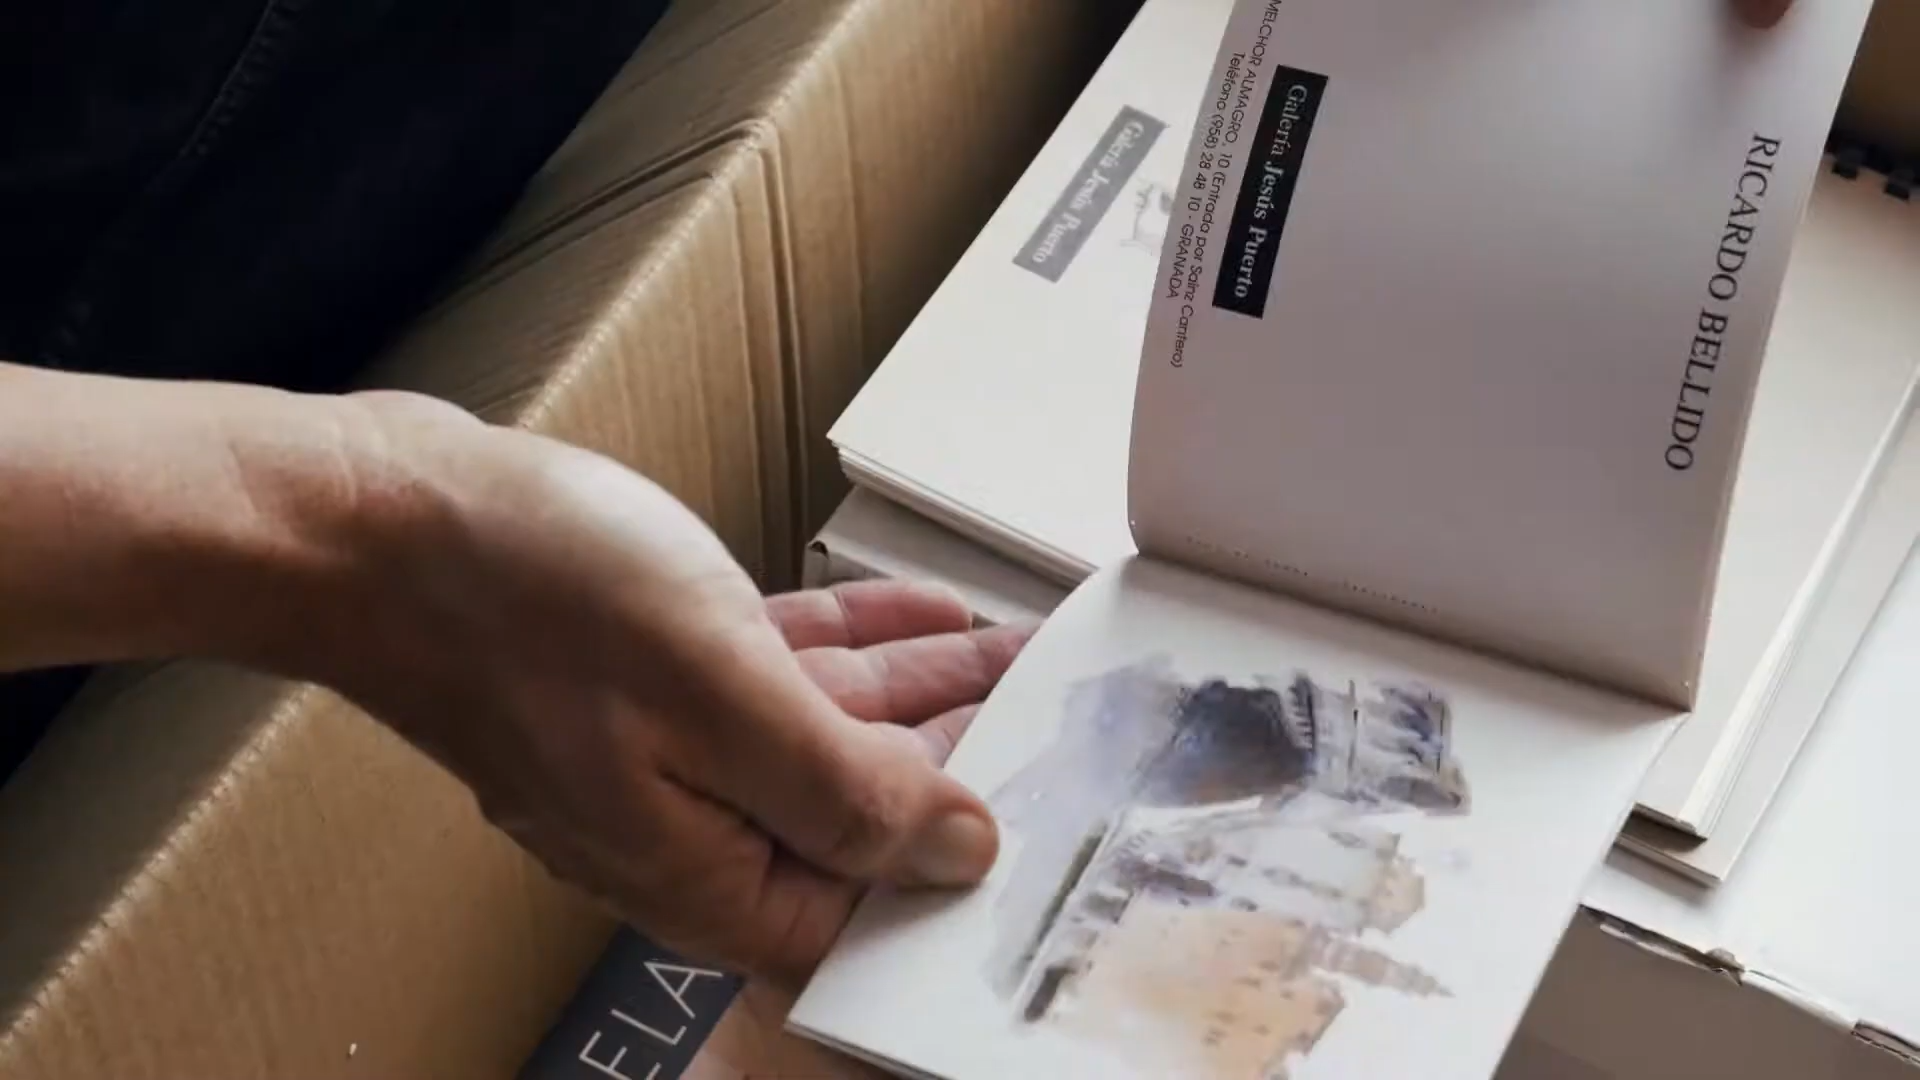 RICARDO BELLIDO
Galería Jesús Puerto
MELCHOR ALMAGRO, 10 (Entrada por Sainz Cantero)
Teléfono (958) 28 48 10 - GRANADA
Galería Jesús Puerto
ELA